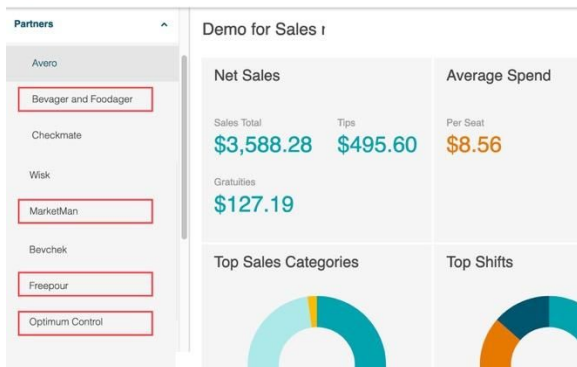 Partners
Avero
Bevager and Foodager
Checkmate
Wisk
MarketMan
Bevchek
Freepour
Optimum Control
Demo for Sales
Net Sales
Sales Total
Tips
$3,588.28
$495.60
Gratuities
$127.19
Average Spend
Per Seat
$8.56
Top Sales Categories
Top Shifts